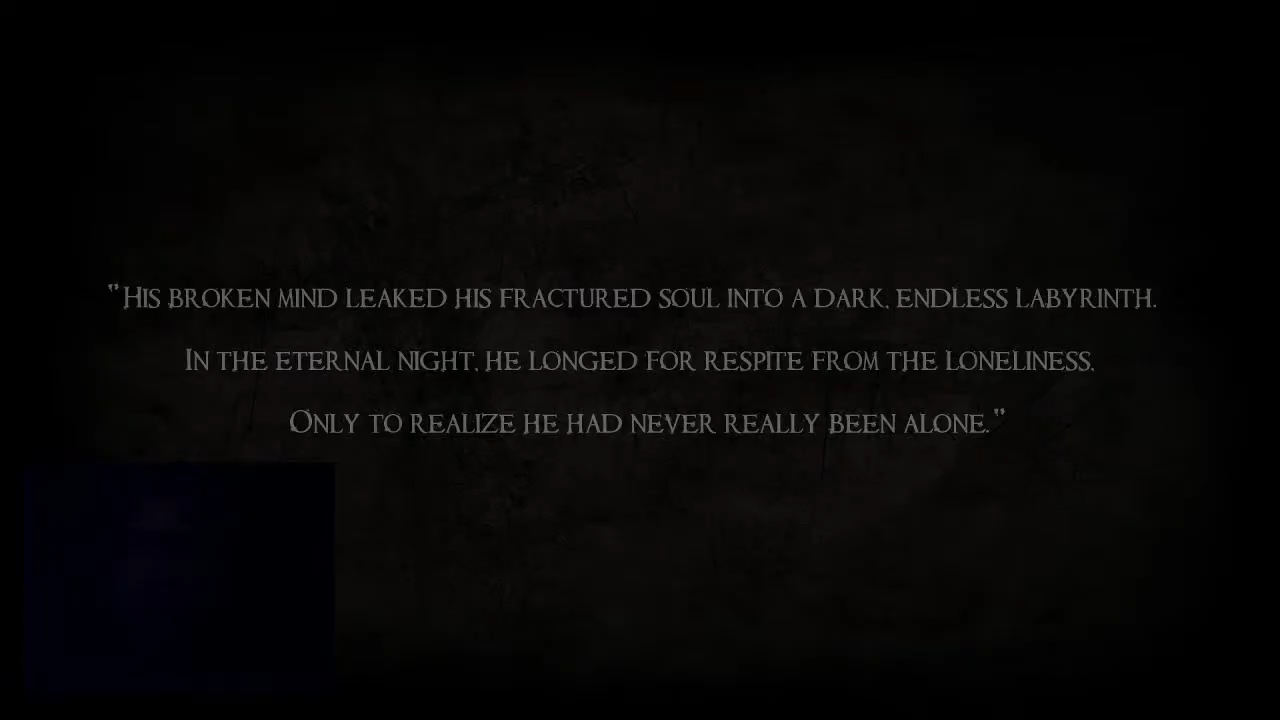 "His broken mind leaked his fractured soul into a dark, endless labyrinth.
In the eternal night, he longed for respite from the loneliness,
Only to realize he had never really been alone."